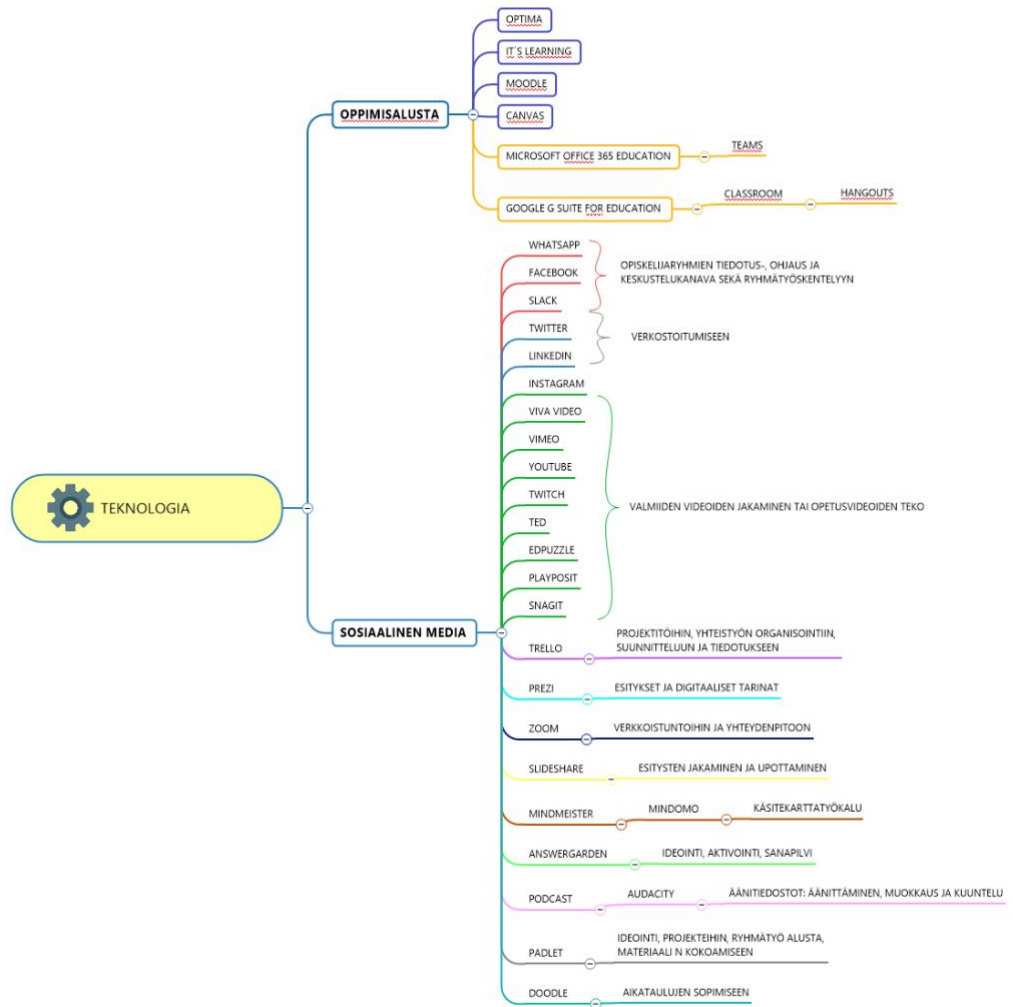 OPTIMA
IT´S LEARNING
MOODLE
CANVAS
OPPIMISALUSTA
MICROSOFT OFFICE 365 EDUCATION
TEAMS
GOOGLE G SUITE FOR EDUCATION
CLASSROOM
HANGOUTS
WHATSAPP
FACEBOOK
SLACK
OPISKELIJARYHMIEN TIEDOTUS-, OHJAUS JA
KESKUSTELUKANAVA SEKÄ RYHMÄTYÖSKENTELYYN
TWITTER
LINKEDIN
VERKOSTOITUMISEEN
INSTAGRAM
VIVA VIDEO
VIMEO
YOUTUBE
TWITCH
TED
EDPUZZLE
PLAYPOSIT
SNAGIT
VALMIIDEN VIDEOIDEN JAKAMINEN TAI OPETUSVIDEOIDEN TEKO
TEKNOLOGIA
SOSIAALINEN MEDIA
TRELLO
PROJEKTITÖIHIN, YHTEISTYÖN ORGANISOINTIIN,
SUUNNITTELUUN JA TIEDOTUKSEEN
PREZI
ESITYKSET JA DIGITAALISET TARINAT
ZOOM
VERKKOISTUNTOIHIN JA YHTEYDENPITOON
SLIDESHARE
ESITYSTEN JAKAMINEN JA UPOTTAMINEN
MINDMEISTER
MINDOMO
KÄSITEKARTTATYÖKALU
ANSWERGARDEN
IDEOINTI, AKTIVOINTI, SANAPILVI
PODCAST
AUDACITY
ÄÄNITIEDOSTOT: ÄÄNITTÄMINEN, MUOKKAUS JA KUUNTELU
PADLET
IDEOINTI, PROJEKTEIHIN, RYHMÄTYÖ ALUSTA,
MATERIAALI N KOKOAMISEEN
DOODLE
AIKATAULUJEN SOPIMISEEN